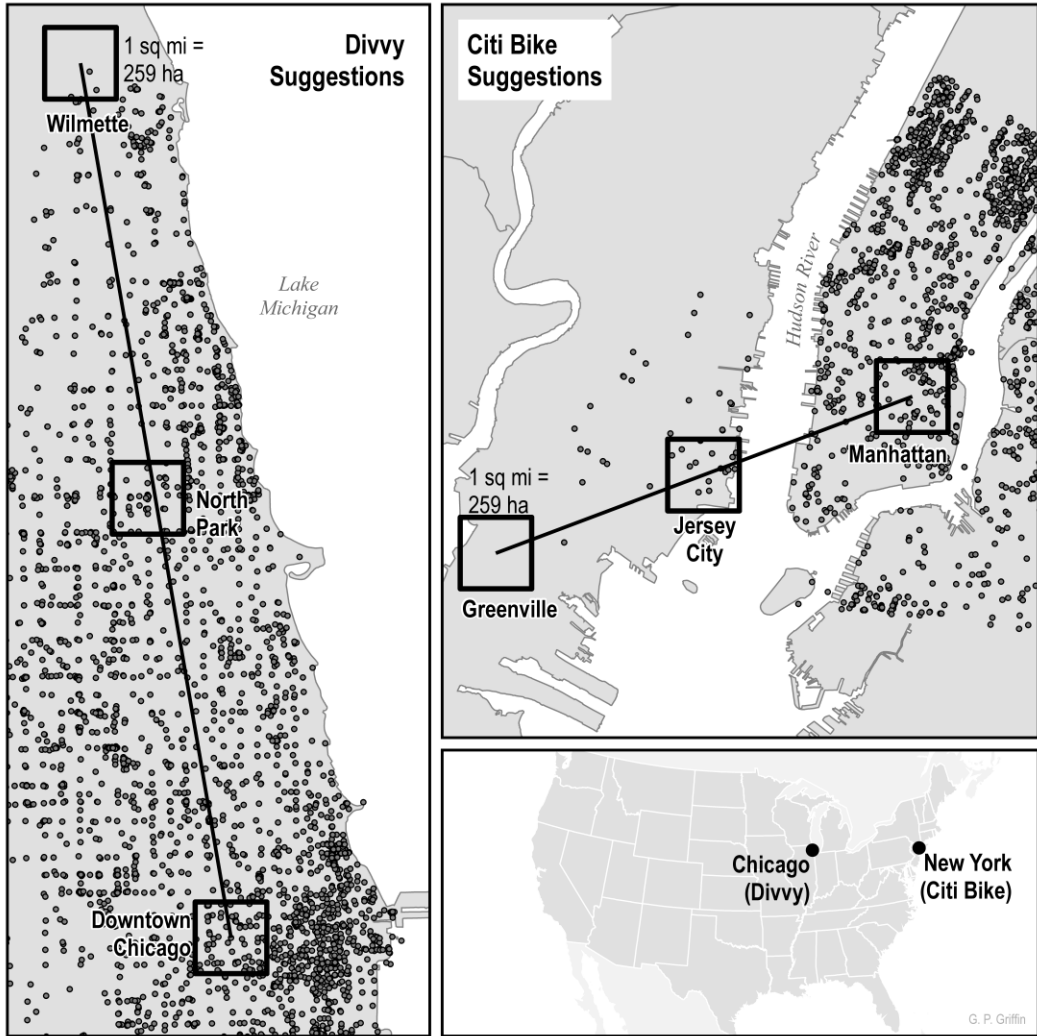 1 sq mi =
259 ha
Wilmette
Divvy
Suggestions
Lake
Michigan
North
Park
Downtown
Chicago
Citi Bike
Suggestions
Hudson River
Manhattan
1 sq mi =
259 ha
Jersey
City
Greenville
Chicago
(Divvy)
New York
(Citi Bike)
G. P. Griffin